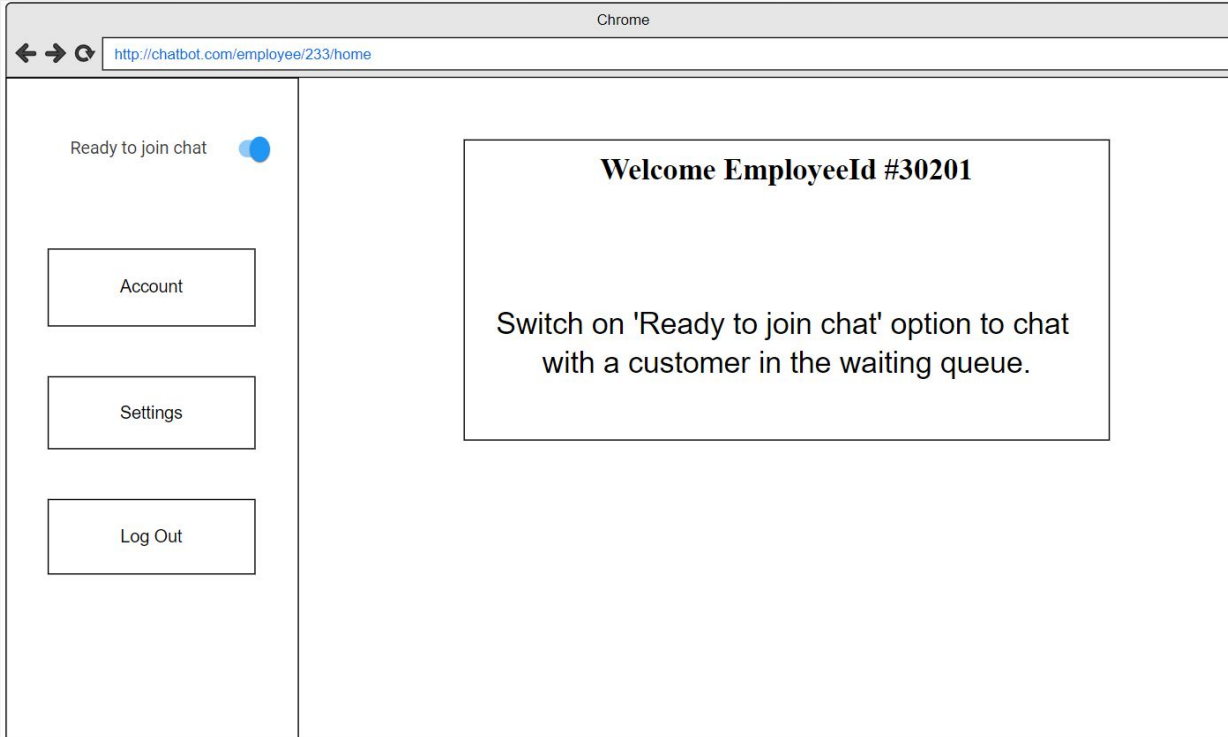 Chrome
http://chatbot.com/employee/233/home
Ready to join chat
Account
Settings
Log Out
Welcome EmployeeId #30201
Switch on 'Ready to join chat' option to chat
with a customer in the waiting queue.